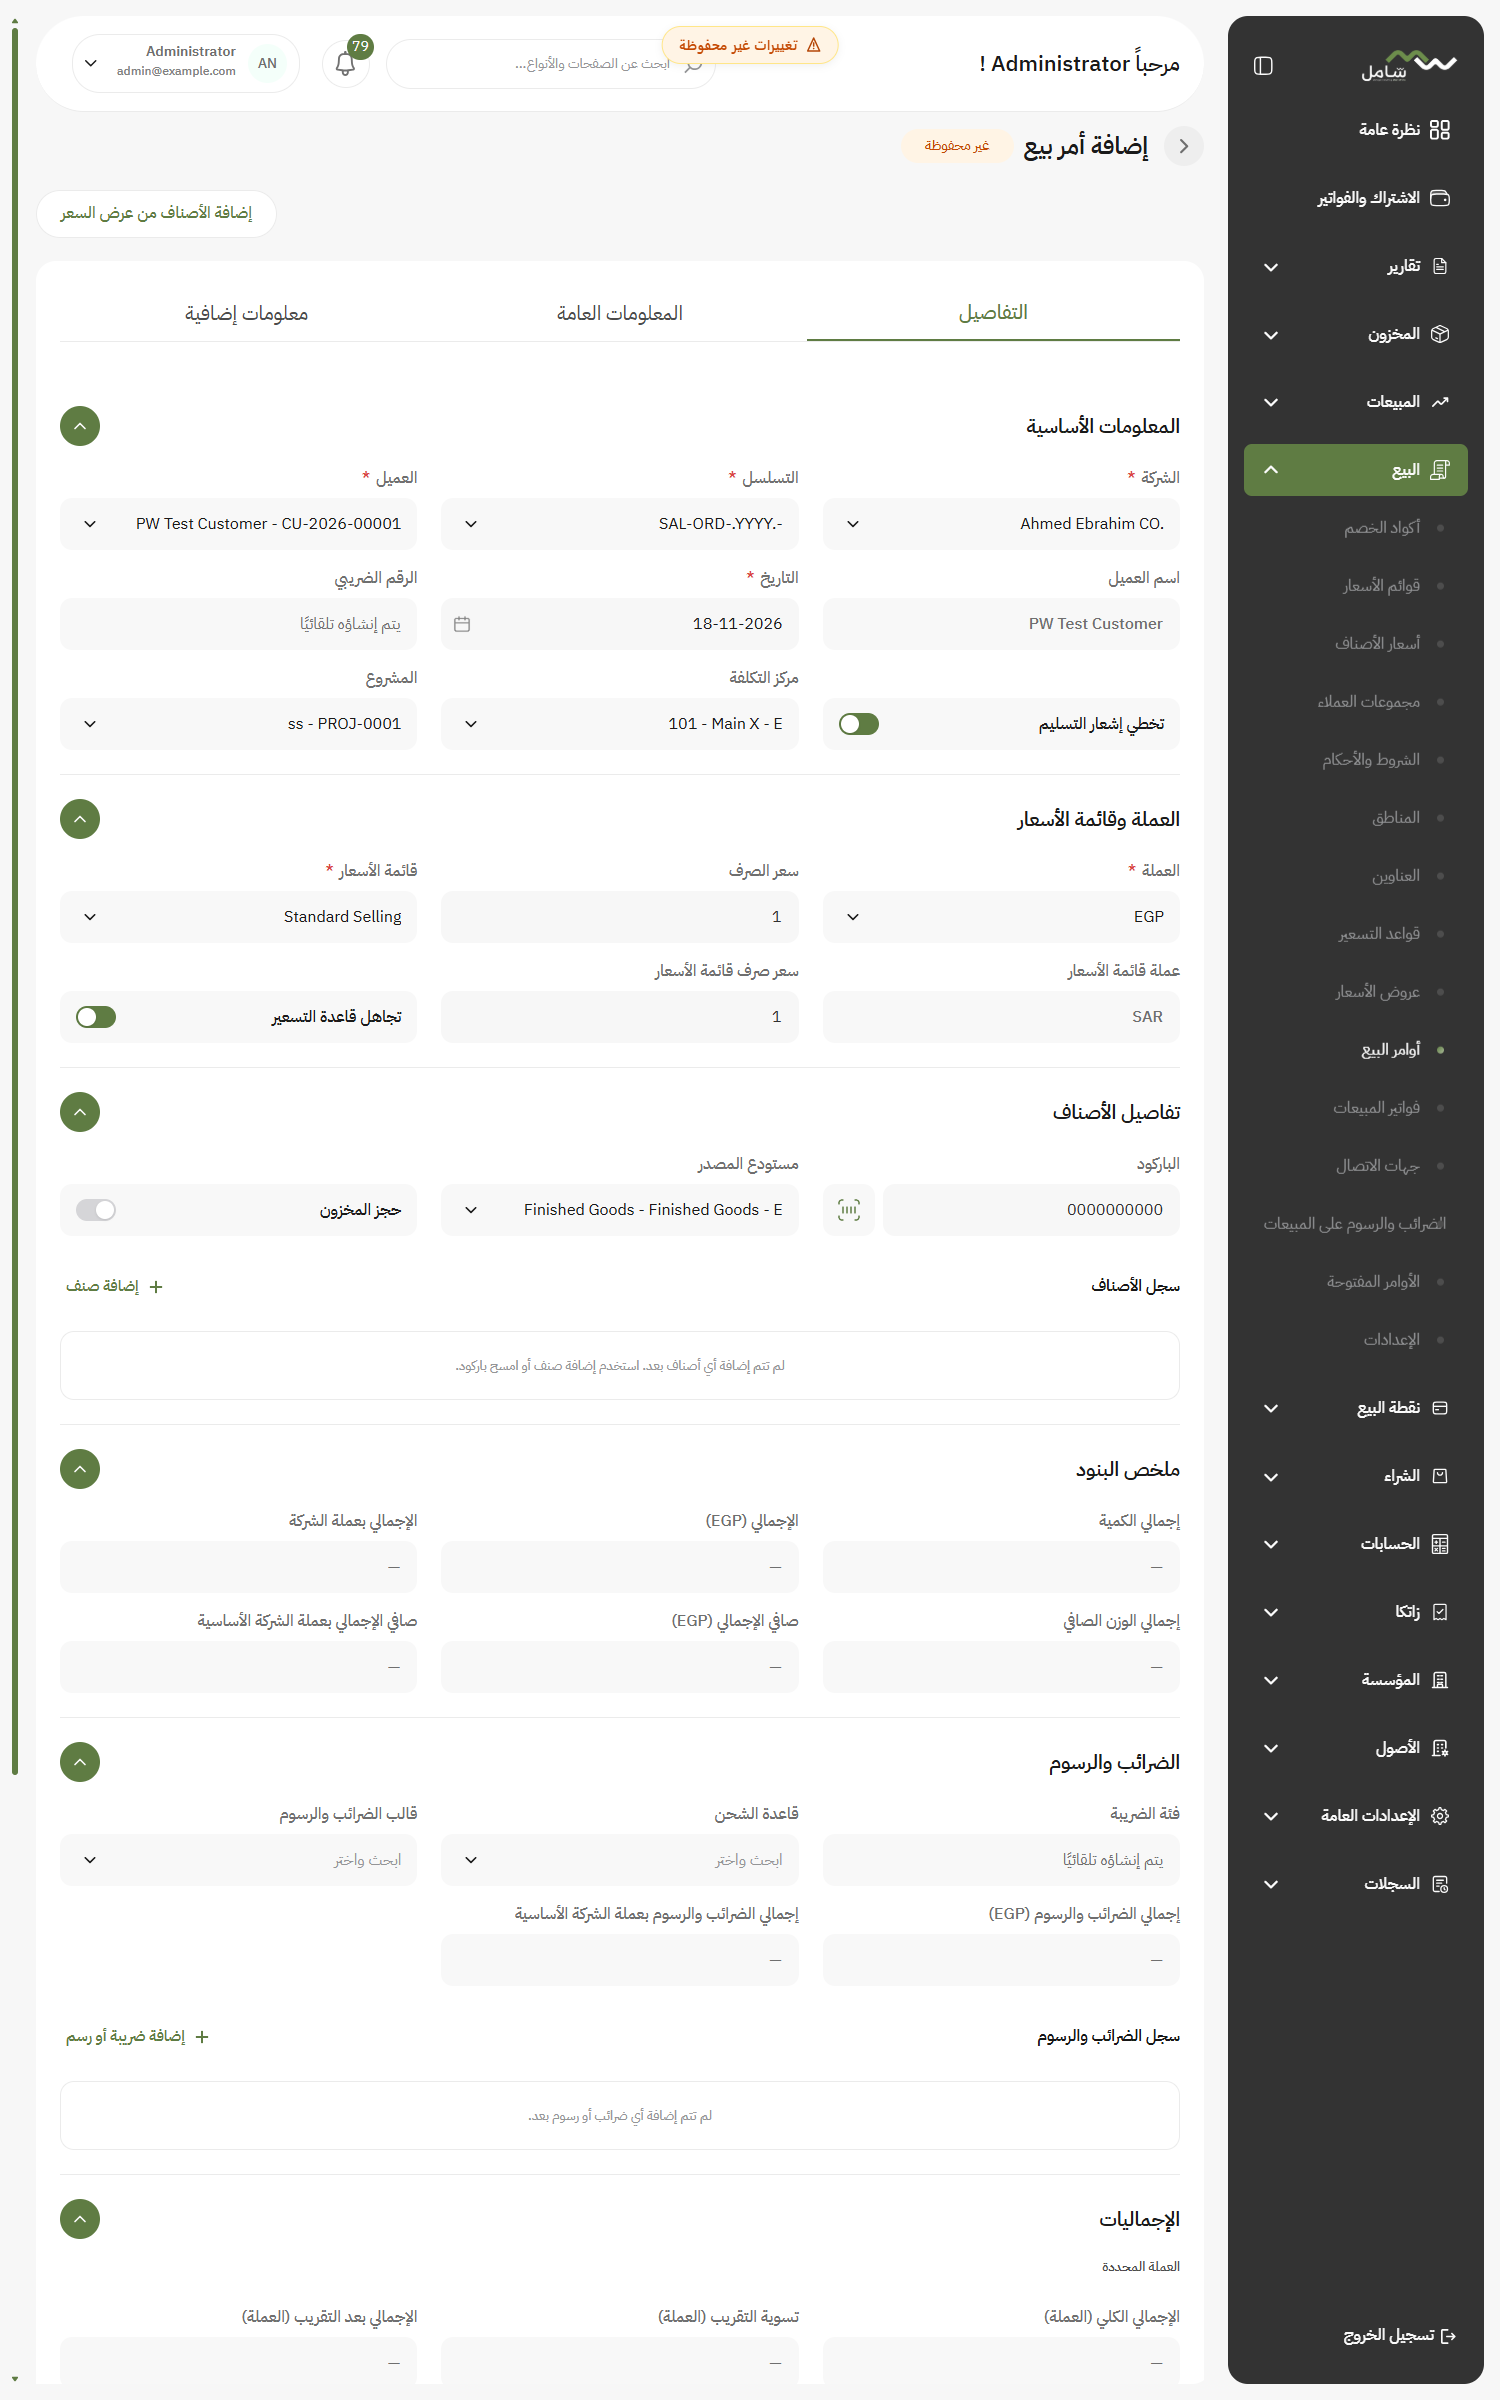 شامل
نظرة عامة
الاشتراك والفواتير
تقارير
المخزون
المبيعات
البيع
أكواد الخصم
قوائم الأسعار
أسعار الأصناف
مجموعات العملاء
الشروط والأحكام
المناطق
العناوين
قواعد التسعير
عروض الأسعار
أوامر البيع
فواتير المبيعات
جهات الاتصال
الضرائب والرسوم على المبيعات
الأوامر المفتوحة
الإعدادات
نقطة البيع
الشراء
الحسابات
زاتكا
المؤسسة
الأصول
الإعدادات العامة
السجلات
تسجيل الخروج
مرحباً Administrator !
تغييرات غير محفوظة
ابحث عن الصفحات والأنواع...
79
AN
Administrator
admin@example.com
إضافة أمر بيع
غير محفوظة
إضافة الأصناف من عرض السعر
التفاصيل
المعلومات العامة
معلومات إضافية
المعلومات الأساسية
الشركة *
التسلسل *
العميل *
Ahmed Ebrahim CO.
SAL-ORD-.YYYY.-
PW Test Customer - CU-2026-00001
اسم العميل
التاريخ *
الرقم الضريبي
PW Test Customer
18-11-2026
يتم إنشاؤه تلقائيًا
مركز التكلفة
المشروع
تخطي إشعار التسليم
101 - Main X - E
ss - PROJ-0001
العملة وقائمة الأسعار
العملة *
سعر الصرف
قائمة الأسعار *
EGP
1
Standard Selling
عملة قائمة الأسعار
سعر صرف قائمة الأسعار
SAR
1
تجاهل قاعدة التسعير
تفاصيل الأصناف
الباركود
مستودع المصدر
0000000000
Finished Goods - Finished Goods - E
حجز المخزون
سجل الأصناف
+ إضافة صنف
لم تتم إضافة أي أصناف بعد. استخدم إضافة صنف أو امسح باركود.
ملخص البنود
إجمالي الكمية
الإجمالي (EGP)
الإجمالي بعملة الشركة
—
—
—
إجمالي الوزن الصافي
صافي الإجمالي (EGP)
صافي الإجمالي بعملة الشركة الأساسية
—
—
—
الضرائب والرسوم
فئة الضريبة
قاعدة الشحن
قالب الضرائب والرسوم
يتم إنشاؤه تلقائيًا
ابحث واختر
ابحث واختر
إجمالي الضرائب والرسوم (EGP)
إجمالي الضرائب والرسوم بعملة الشركة الأساسية
—
—
سجل الضرائب والرسوم
+ إضافة ضريبة أو رسم
لم تتم إضافة أي ضرائب أو رسوم بعد.
الإجماليات
العملة المحددة
الإجمالي الكلي (العملة)
تسوية التقريب (العملة)
الإجمالي بعد التقريب (العملة)
—
—
—